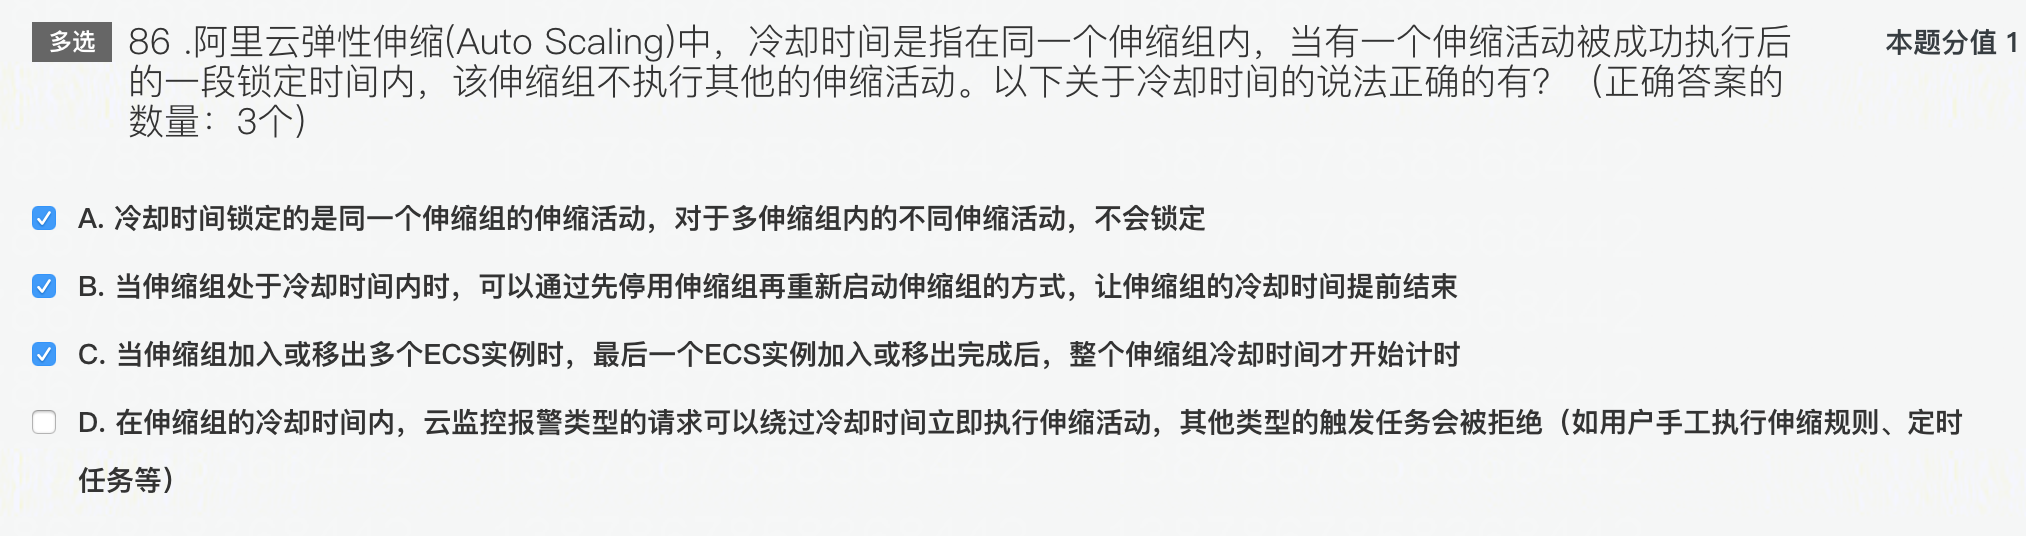 多选 86 .阿里云弹性伸缩(Auto Scaling)中，冷却时间是指在同一个伸缩组内，当有一个伸缩活动被成功执行后 本题分值 1
的一段锁定时间内，该伸缩组不执行其他的伸缩活动。以下关于冷却时间的说法正确的有？（正确答案的
数量：3个）
A. 冷却时间锁定的是同一个伸缩组的伸缩活动，对于多伸缩组内的不同伸缩活动，不会锁定
B. 当伸缩组处于冷却时间内时，可以通过先停用伸缩组再重新启动伸缩组的方式，让伸缩组的冷却时间提前结束
C. 当伸缩组加入或移出多个ECS实例时，最后一个ECS实例加入或移出完成后，整个伸缩组冷却时间才开始计时
D. 在伸缩组的冷却时间内，云监控报警类型的请求可以绕过冷却时间立即执行伸缩活动，其他类型的触发任务会被拒绝（如用户手工执行伸缩规则、定时
任务等）